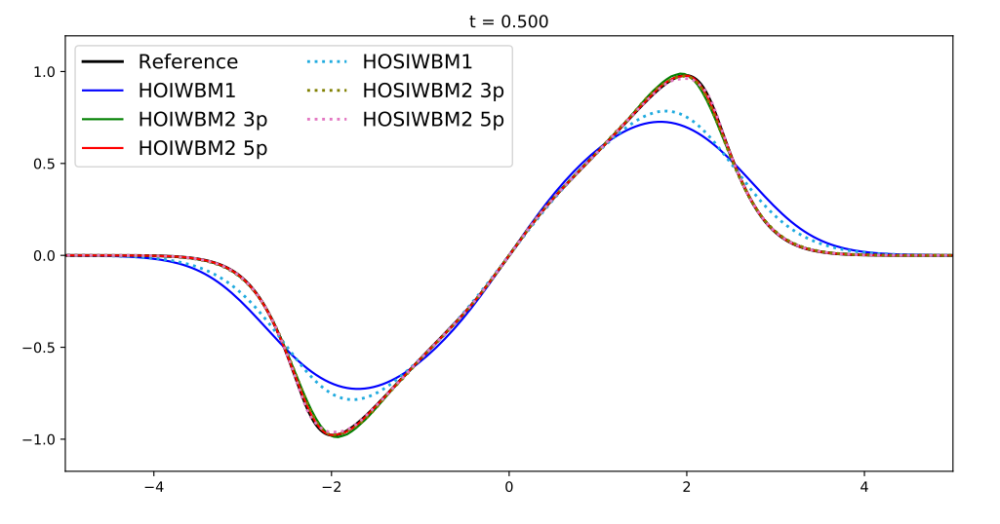 t = 0.500
Reference
HOIWBM1
HOIWBM2 3p
HOIWBM2 5p
HOSIWBM1
HOSIWBM2 3p
HOSIWBM2 5p
1.0
0.5
0.0
−0.5
−1.0
−4
−2
0
2
4